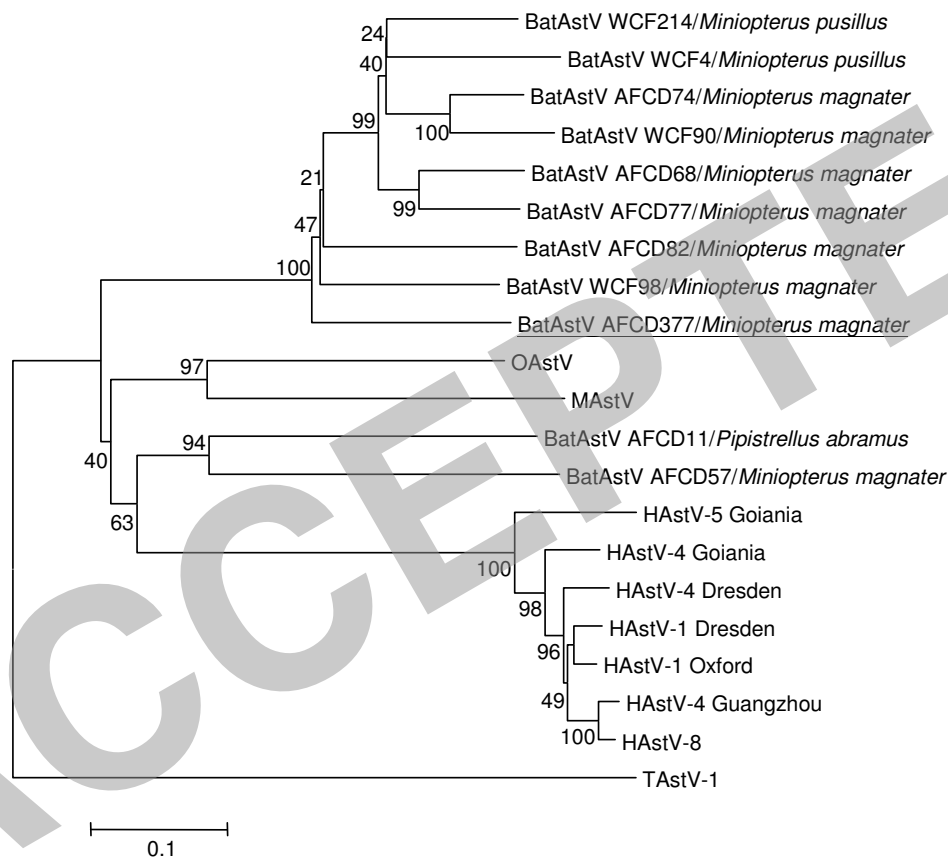 BatAstV WCF214/Miniopterus pusillus
24
BatAstV WCF4/Miniopterus pusillus
40
BatAstV AFCD74/Miniopterus magnater
99
100
BatAstV WCF90/Miniopterus magnater
BatAstV AFCD68/Miniopterus magnater
21
99
BatAstV AFCD77/Miniopterus magnater
47
BatAstV AFCD82/Miniopterus magnater
100
BatAstV WCF98/Miniopterus magnater
BatAstV AFCD377/Miniopterus magnater
97
OAstV
MAstV
94
BatAstV AFCD11/Pipistrellus abramus
40
BatAstV AFCD57/Miniopterus magnater
63
HAstV-5 Goiania
100
HAstV-4 Goiania
98
HAstV-4 Dresden
HAstV-1 Dresden
96
HAstV-1 Oxford
49
HAstV-4 Guangzhou
100
HAstV-8
TAstV-1
0.1
ACCEPTE